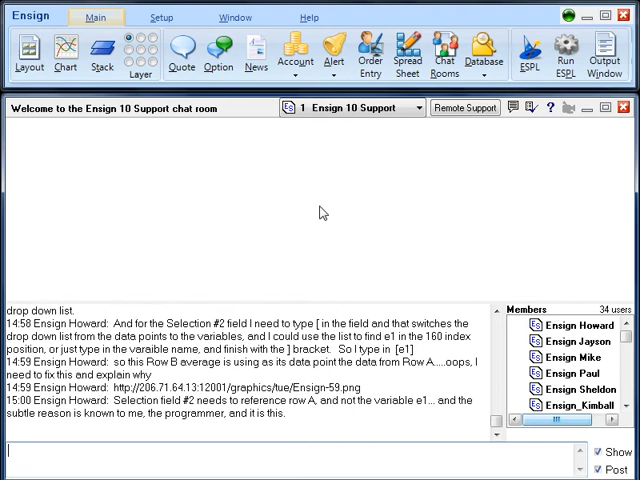 Ensign Main Setup Window Help
Layout Chart Stack Layer Quote Option News Account Alert Order Entry Spread Sheet Chat Rooms Database ESPL Run ESPL Output Window
Welcome to the Ensign 10 Support chat room
ES 1 Ensign 10 Support
Remote Support
drop down list.
14:58 Ensign Howard: And for the Selection #2 field I need to type [ in the field and that switches the
drop down list from the data points to the variables, and I could use the list to find e1 in the 160 index
position, or just type in the varaible name, and finish with the ] bracket. So I type in [e1]
14:59 Ensign Howard: so this Row B average is using as its data point the data from Row A.....oops, I
need to fix this and explain why
14:59 Ensign Howard: http://206.71.64.13:12001/graphics/tue/Ensign-59.png
15:00 Ensign Howard: Selection field #2 needs to reference row A, and not the variable e1... and the
subtle reason is known to me, the programmer, and it is this.
Members 34 users
ES Ensign Howard
ES Ensign Jayson
ES Ensign Mike
ES Ensign Paul
ES Ensign Sheldon
ES Ensign_Kimball
Show
Post